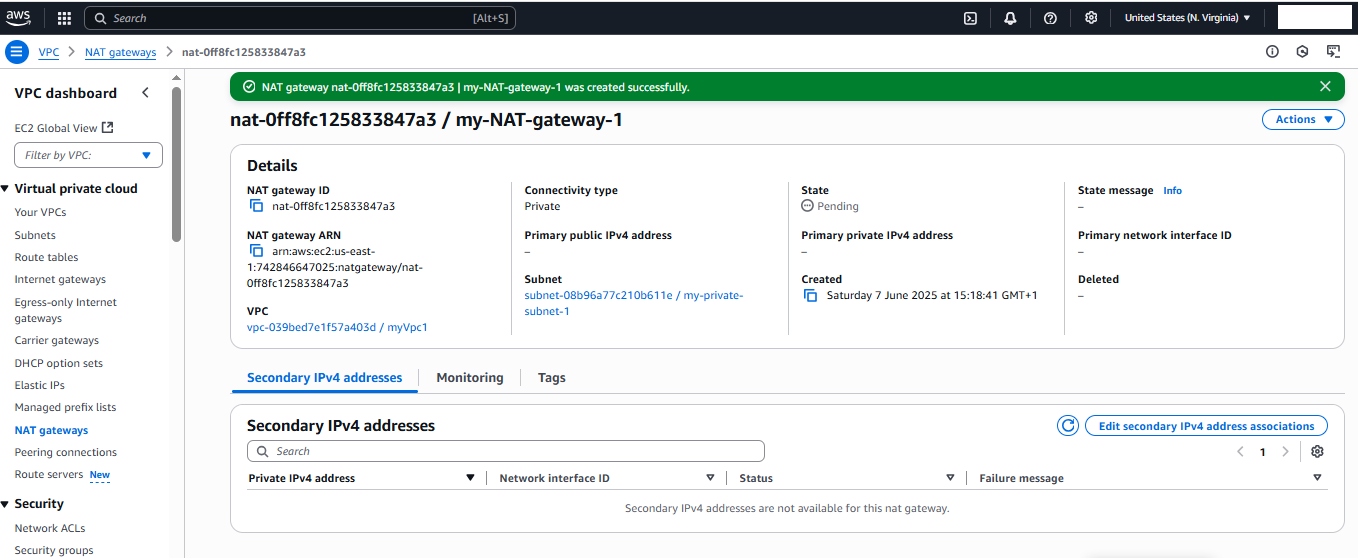 aws
Search [Alt+S]
United States (N. Virginia)
VPC
NAT gateways
nat-0ff8fc125833847a3
VPC dashboard
EC2 Global View
Filter by VPC:
Virtual private cloud
Your VPCs
Subnets
Route tables
Internet gateways
Egress-only Internet
gateways
Carrier gateways
DHCP option sets
Elastic IPs
Managed prefix lists
NAT gateways
Peering connections
Route servers New
Security
Network ACLs
Security groups
NAT gateway nat-0ff8fc125833847a3 | my-NAT-gateway-1 was created successfully.
nat-0ff8fc125833847a3 / my-NAT-gateway-1
Actions
Details
NAT gateway ID
nat-0ff8fc125833847a3
NAT gateway ARN
arn:aws:ec2:us-east-
1:742846647025:natgateway/nat-
0ff8fc125833847a3
VPC
vpc-039bed7e1f57a403d / myVpc1
Connectivity type
Private
Primary public IPv4 address
–
Subnet
subnet-08b96a77c210b611e / my-private-
subnet-1
State
Pending
Primary private IPv4 address
–
Created
Saturday 7 June 2025 at 15:18:41 GMT+1
State message Info
–
Primary network interface ID
–
Deleted
–
Secondary IPv4 addresses
Monitoring
Tags
Secondary IPv4 addresses
Edit secondary IPv4 address associations
Search
1
Private IPv4 address
Network interface ID
Status
Failure message
Secondary IPv4 addresses are not available for this nat gateway.